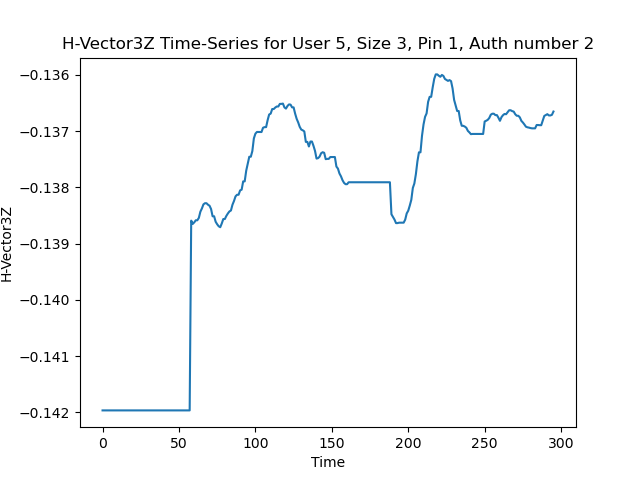 H-Vector3Z Time-Series for User 5, Size 3, Pin 1, Auth number 2
H-Vector3Z
−0.136
−0.137
−0.138
−0.139
−0.140
−0.141
−0.142
0 50 100 150 200 250 300
Time